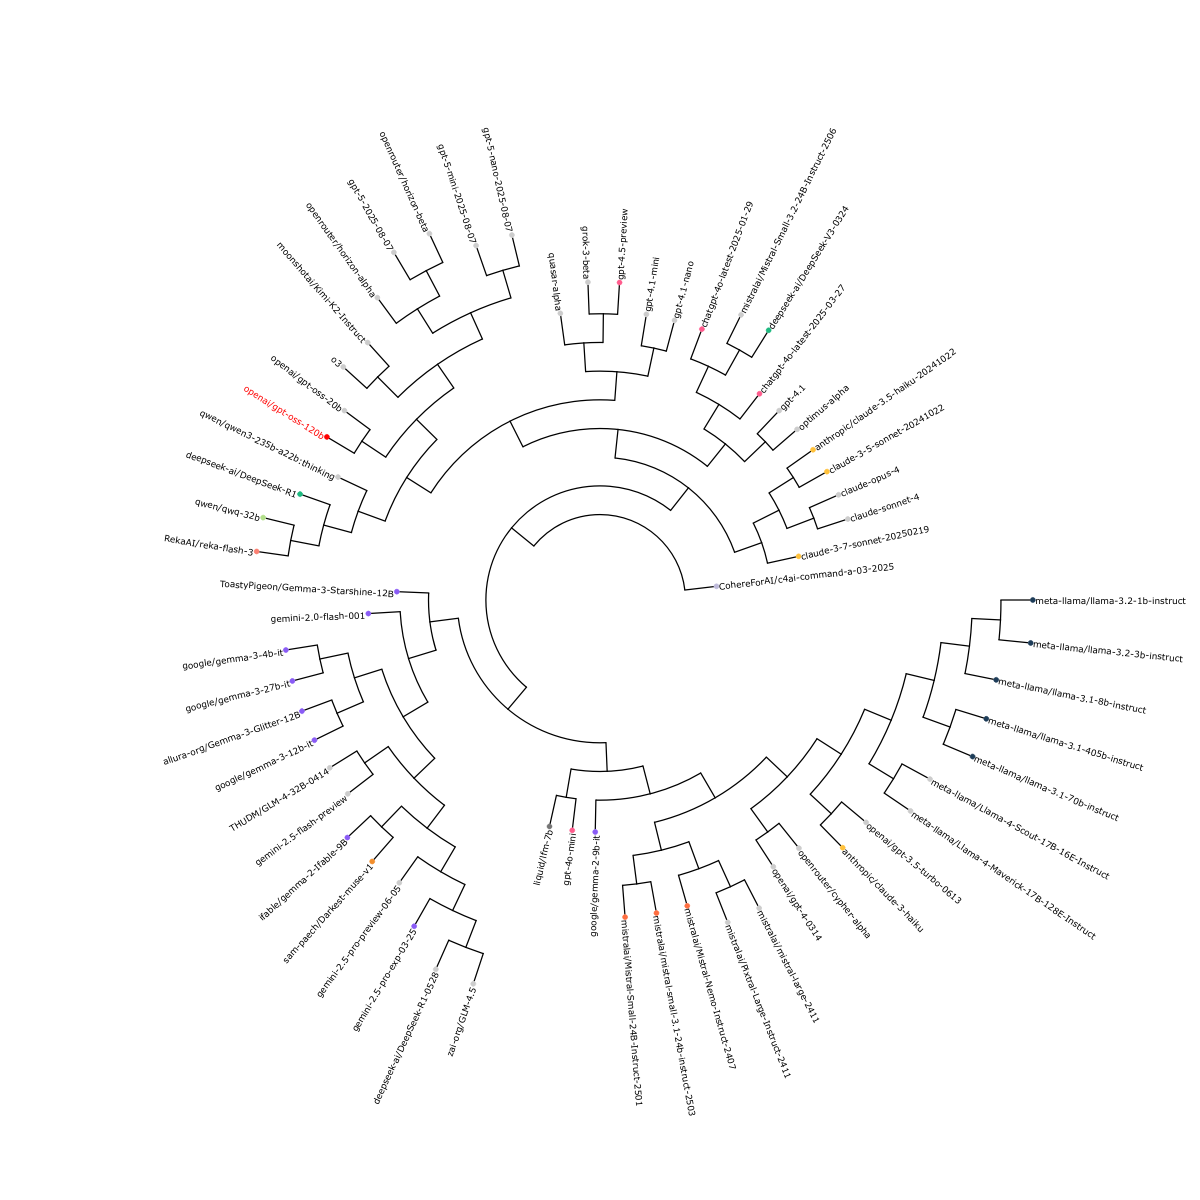 gpt-5-nano-2025-08-07
openrouter/horizon-beta
gpt-5-mini-2025-08-07
gpt-5-2025-08-07
openrouter/horizon-alpha
moonshotai/Kimi-K2-Instruct
o3
openai/gpt-oss-20b
openai/gpt-oss-120b
qwen/qwen3-235b-a22b:thinking
deepseek-ai/DeepSeek-R1
qwen/qwq-32b
RekaAI/reka-flash-3
quasar-alpha
grok-3-beta
gpt-4.5-preview
gpt-4.1-mini
gpt-4.1-nano
chatgpt-4o-latest-2025-01-29
mistralai/Mistral-Small-3.2-24B-Instruct-2506
deepseek-ai/DeepSeek-V3-0324
chatgpt-4o-latest-2025-03-27
gpt-4.1
optimus-alpha
anthropic/claude-3.5-haiku-20241022
claude-3-5-sonnet-20241022
claude-opus-4
claude-sonnet-4
claude-3-7-sonnet-20250219
CohereForAI/c4ai-command-a-03-2025
ToastyPigeon/Gemma-3-Starshine-12B
gemini-2.0-flash-001
google/gemma-3-4b-it
google/gemma-3-27b-it
allura-org/Gemma-3-Glitter-12B
google/gemma-3-12b-it
THUDM/GLM-4-32B-0414
gemini-2.5-flash-preview
ifable/gemma-2-Ifable-9B
sam-paech/Darkest-muse-v1
gemini-2.5-pro-preview-06-05
gemini-2.5-pro-exp-03-25
deepseek-ai/DeepSeek-R1-0528
zai-org/GLM-4.5
liquid/lfm-7b
gpt-4o-mini
google/gemma-2-9b-it
mistralai/Mistral-Small-24B-Instruct-2501
mistralai/mistral-small-3.1-24b-instruct-2503
mistralai/Mistral-Nemo-Instruct-2407
mistralai/Pixtral-Large-Instruct-2411
mistralai/mistral-large-2411
openai/gpt-4-0314
openrouter/cypher-alpha
anthropic/claude-3-haiku
openai/gpt-3.5-turbo-0613
meta-llama/Llama-4-Maverick-17B-128E-Instruct
meta-llama/Llama-4-Scout-17B-16E-Instruct
meta-llama/llama-3.1-70b-instruct
meta-llama/llama-3.1-405b-instruct
meta-llama/llama-3.1-8b-instruct
meta-llama/llama-3.2-3b-instruct
meta-llama/llama-3.2-1b-instruct